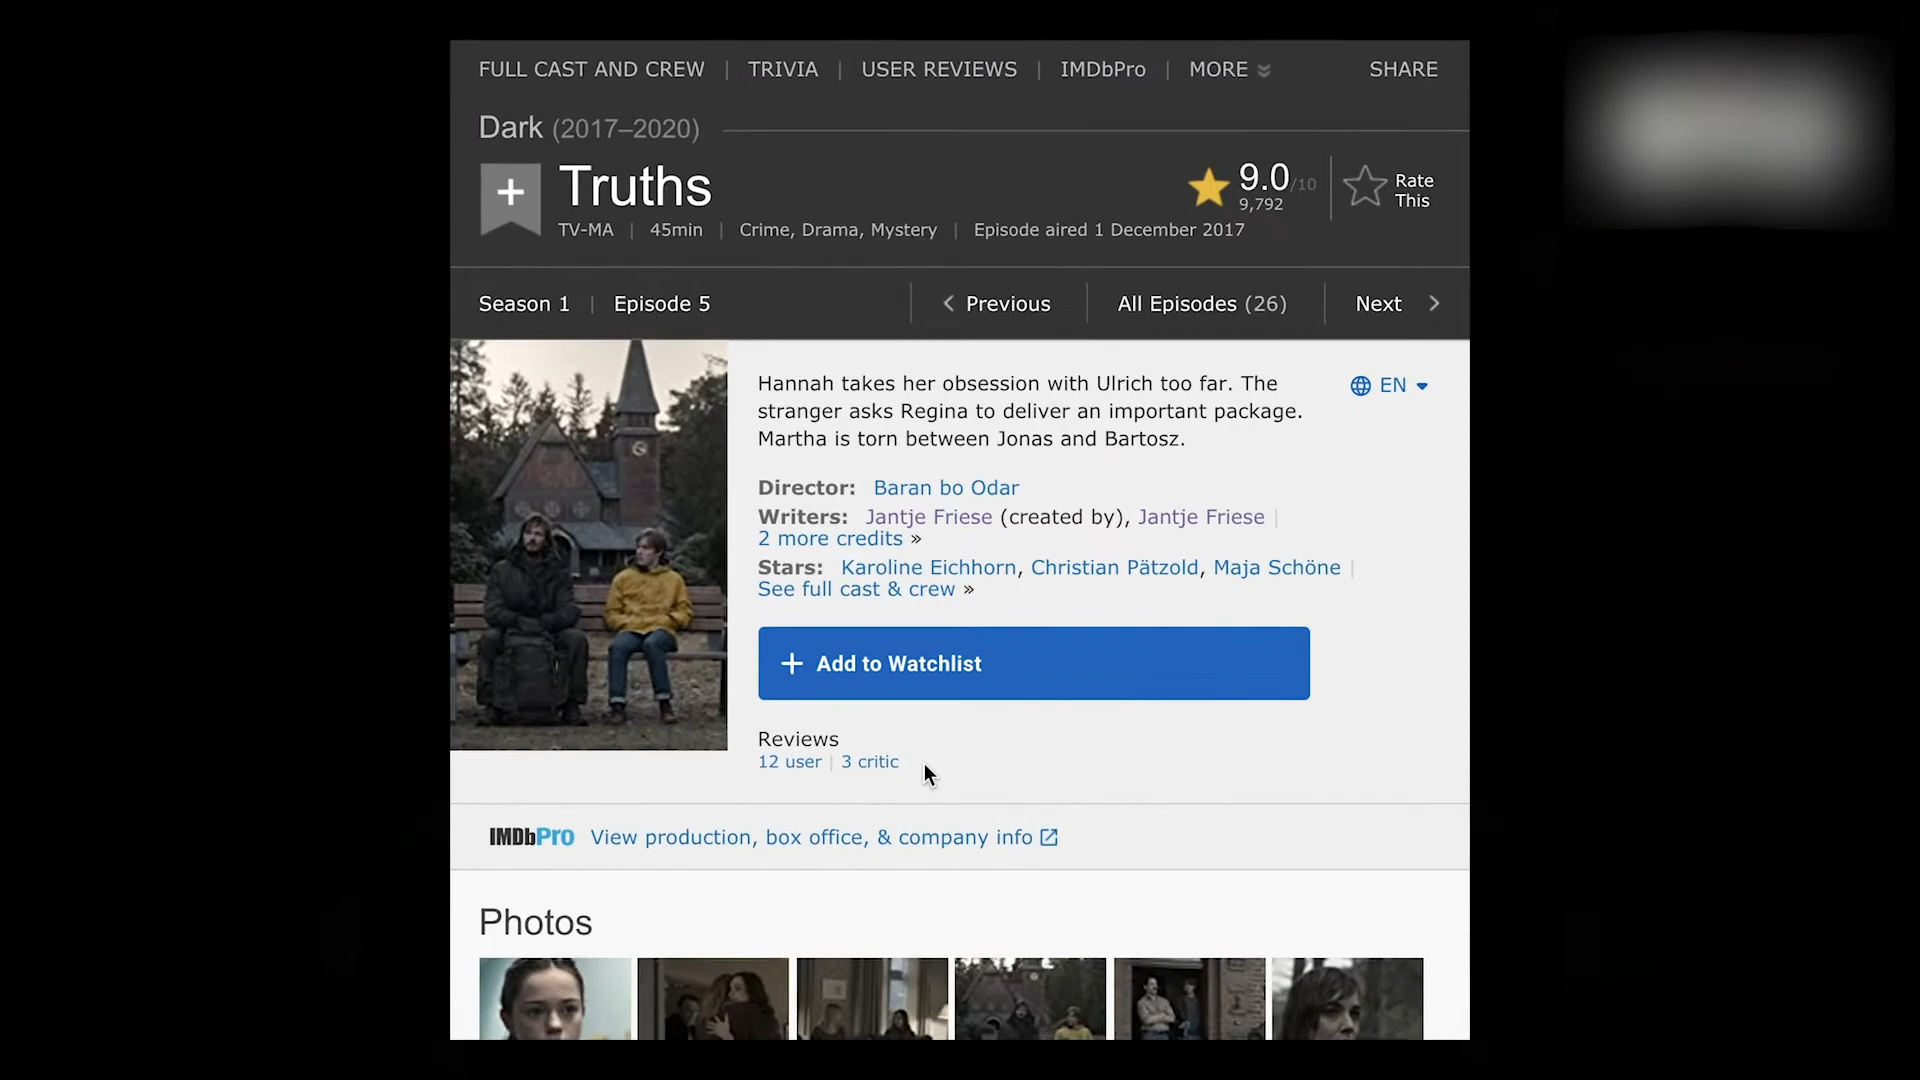 FULL CAST AND CREW | TRIVIA | USER REVIEWS | IMDbPro | MORE SHARE
Dark (2017–2020)
+ Truths
9.0/10
9,792
Rate
This
TV-MA | 45min | Crime, Drama, Mystery | Episode aired 1 December 2017
Season 1 | Episode 5
Previous | All Episodes (26) | Next
Hannah takes her obsession with Ulrich too far. The
stranger asks Regina to deliver an important package.
Martha is torn between Jonas and Bartosz.
EN
Director: Baran bo Odar
Writers: Jantje Friese (created by), Jantje Friese |
2 more credits »
Stars: Karoline Eichhorn, Christian Pätzold, Maja Schöne |
See full cast & crew »
+ Add to Watchlist
Reviews
12 user | 3 critic
IMDbPro View production, box office, & company info
Photos